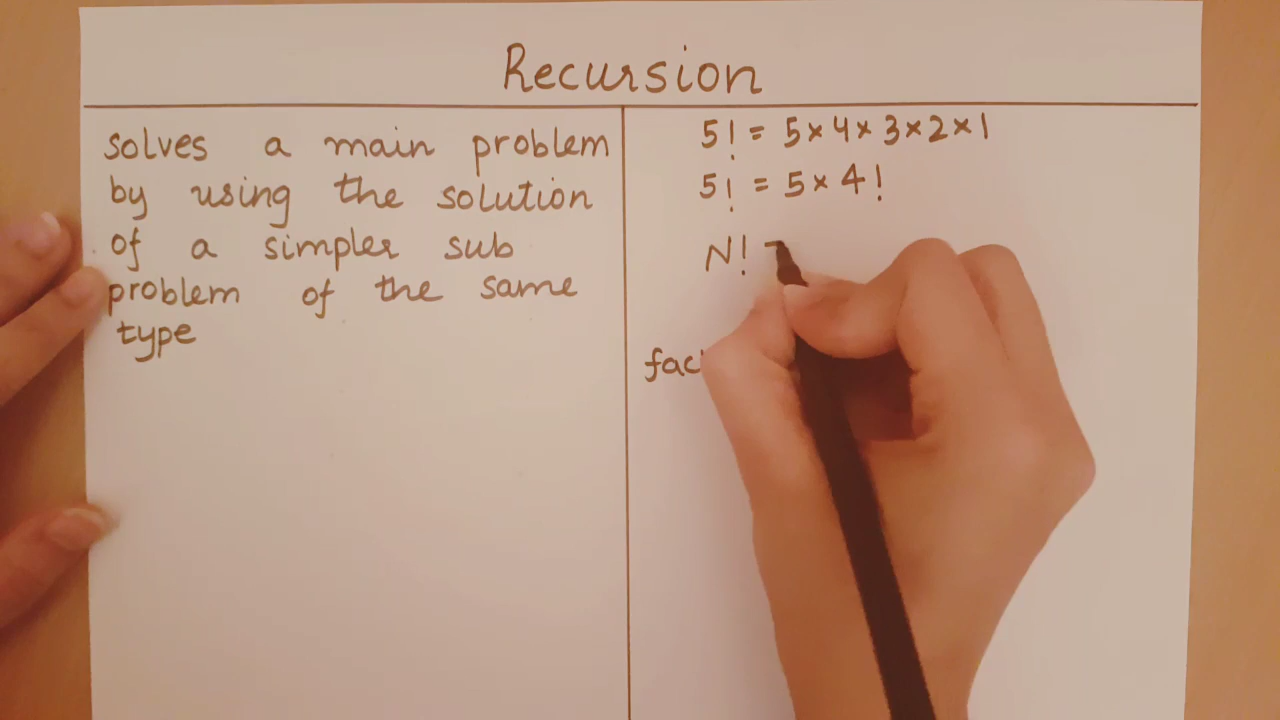 Recursion
solves a main problem
by using the solution
of a simpler sub
problem of the same
type
5! = 5×4×3×2×1
5! = 5×4!
N!